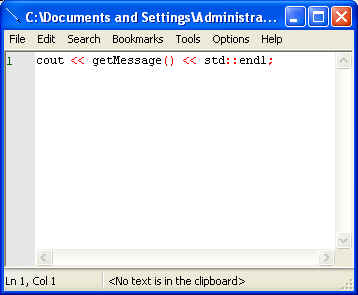 C:\Documents and Settings\Administra...
File Edit Search Bookmarks Tools Options Help
1 cout << getMessage() << std::endl;
Ln 1, Col 1 <No text is in the clipboard>